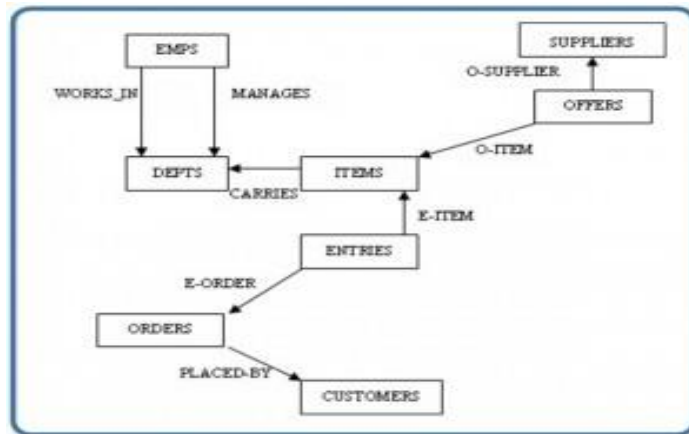 EMPS
SUPPLIERS
O-SUPPLIER
WORKS_IN
MANAGES
OFFERS
O-ITEM
DEPTS
ITEMS
CARRIES
E-ITEM
ENTRIES
E-ORDER
ORDERS
PLACED-BY
CUSTOMERS